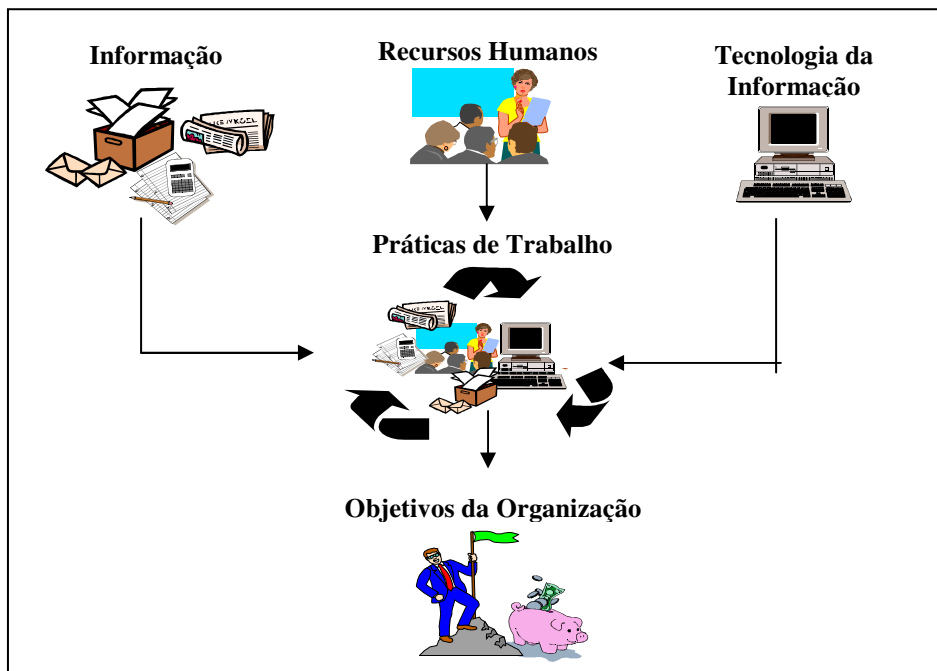 Informação
Recursos Humanos
Tecnologia da
Informação
Práticas de Trabalho
Objetivos da Organização